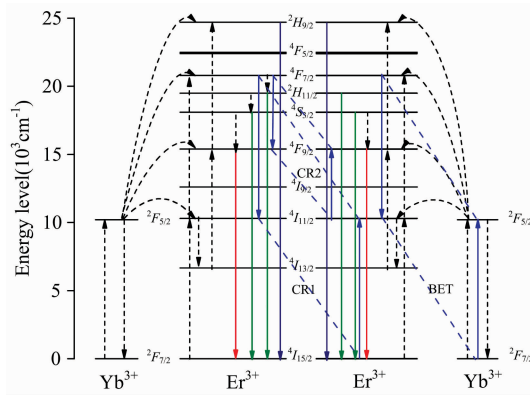 Energy level(10³cm⁻¹)
25
20
15
10
5
0
²H₉/₂
⁴F₅/₂
⁴F₇/₂
²H₁₁/₂
⁴S₃/₂
⁴F₉/₂
CR2
⁴I₉/₂
²F₅/₂
⁴I₁₁/₂
²F₅/₂
⁴I₁₃/₂
CR1
BET
²F₇/₂
⁴I₁₅/₂
²F₇/₂
Yb³⁺
Er³⁺
Er³⁺
Yb³⁺